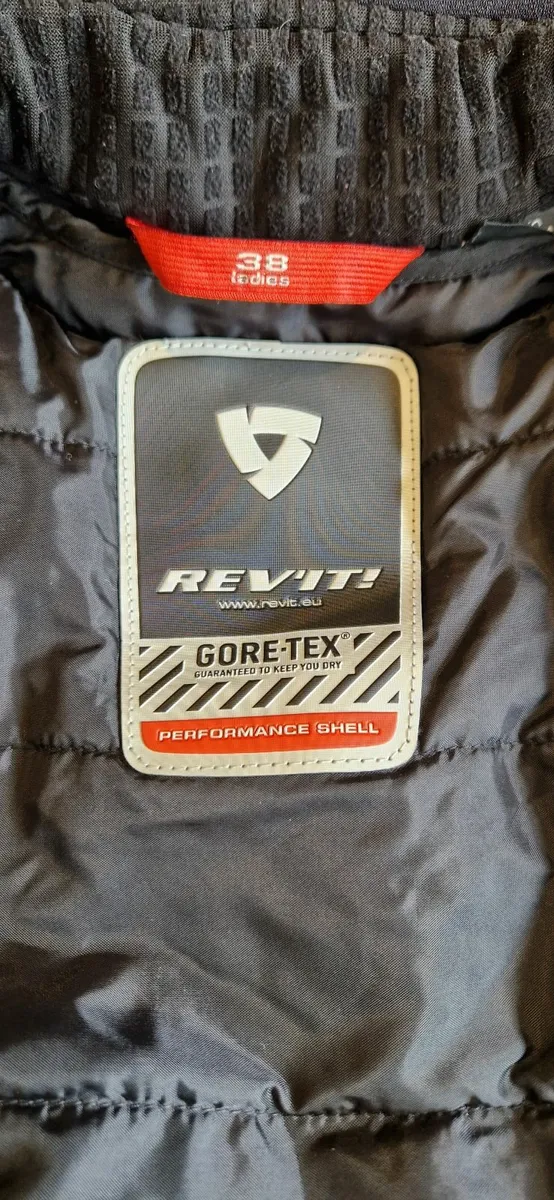 38
ladies
REV'IT!
www.revit.eu
GORE-TEX®
GUARANTEED TO KEEP YOU DRY
PERFORMANCE SHELL